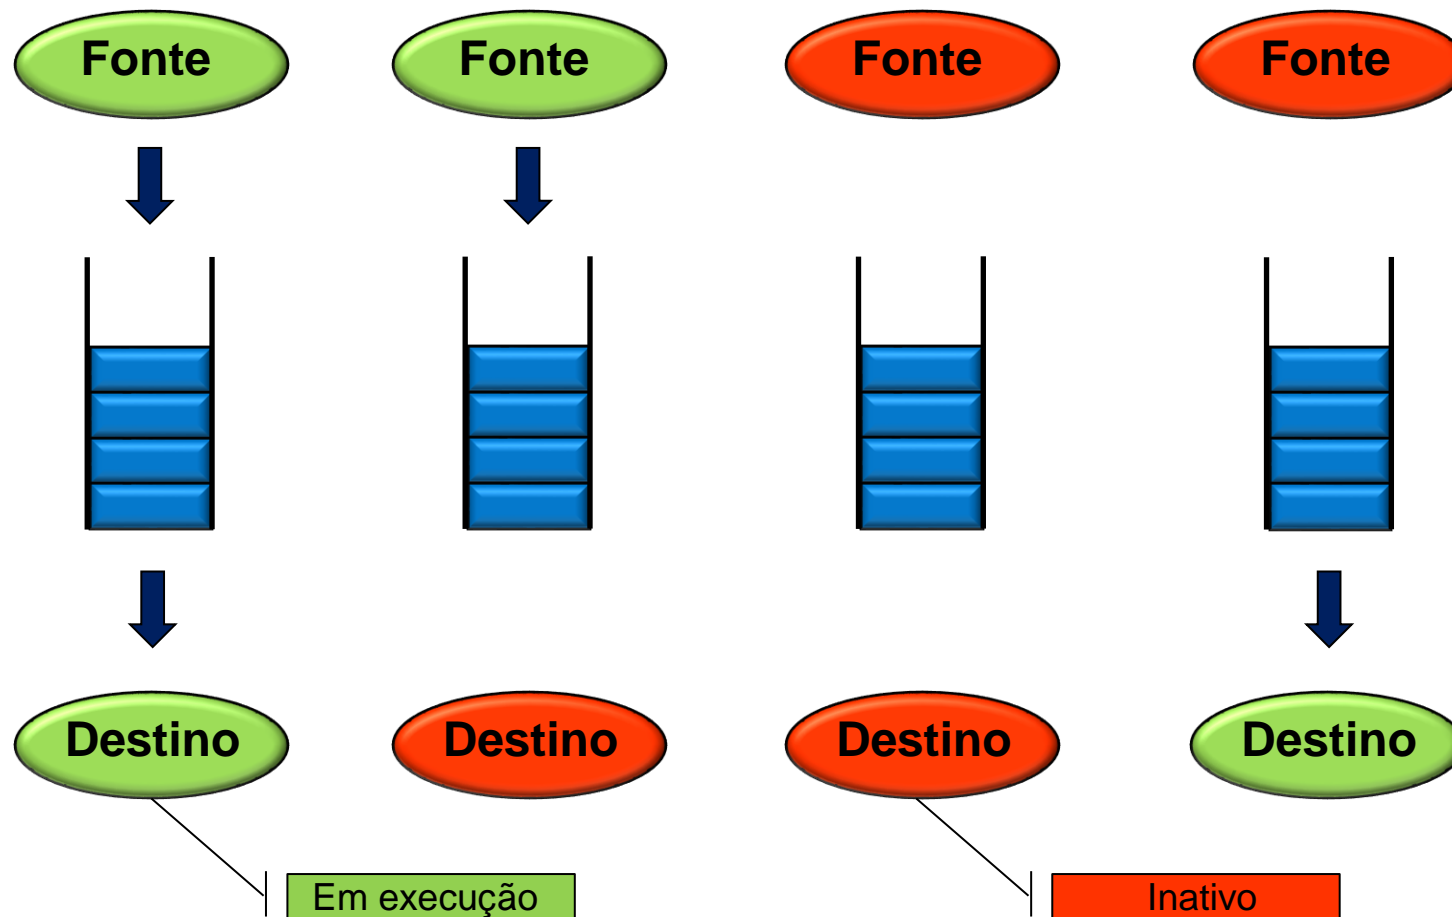 Fonte
Fonte
Fonte
Fonte
Destino
Destino
Destino
Destino
Em execução
Inativo